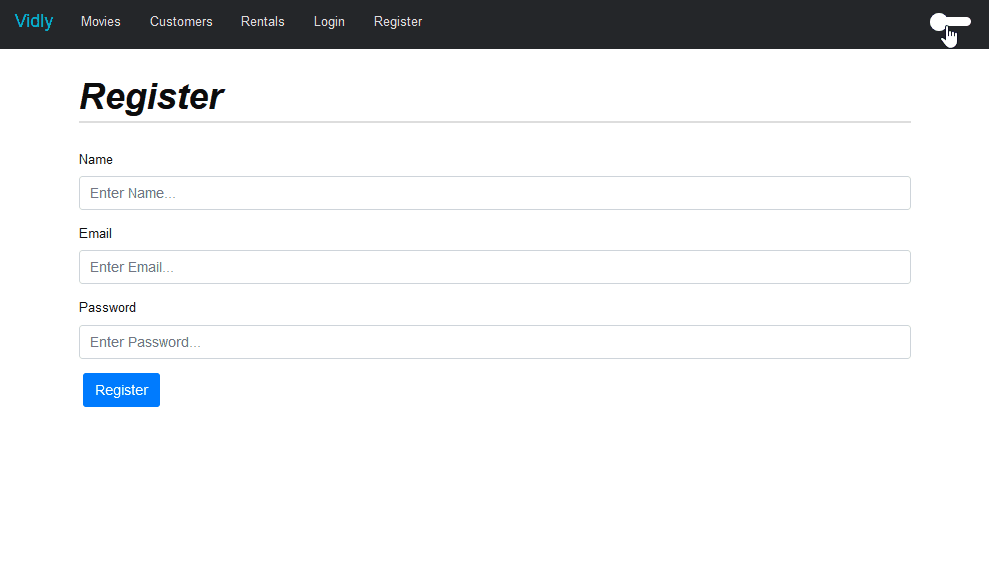 Vidly Movies Customers Rentals Login Register
Register
Name
Enter Name...
Email
Enter Email...
Password
Enter Password...
Register